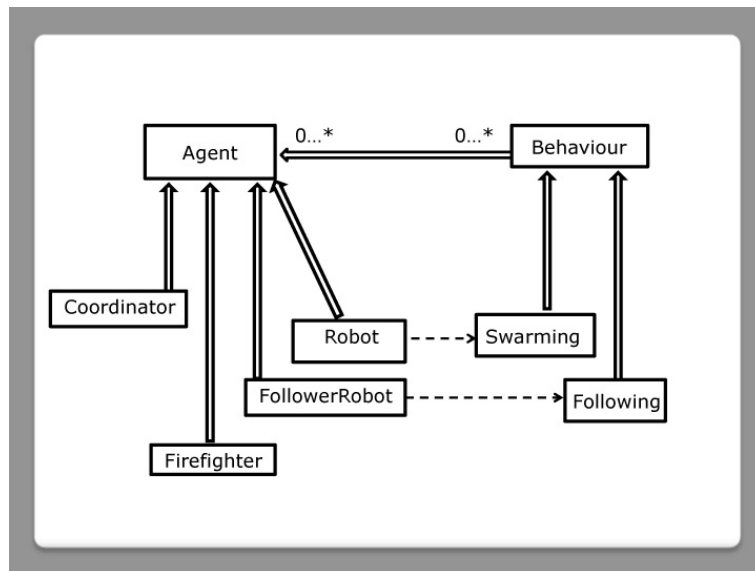 0...*
0...*
Agent
Behaviour
Coordinator
Robot
Swarming
FollowerRobot
Following
Firefighter